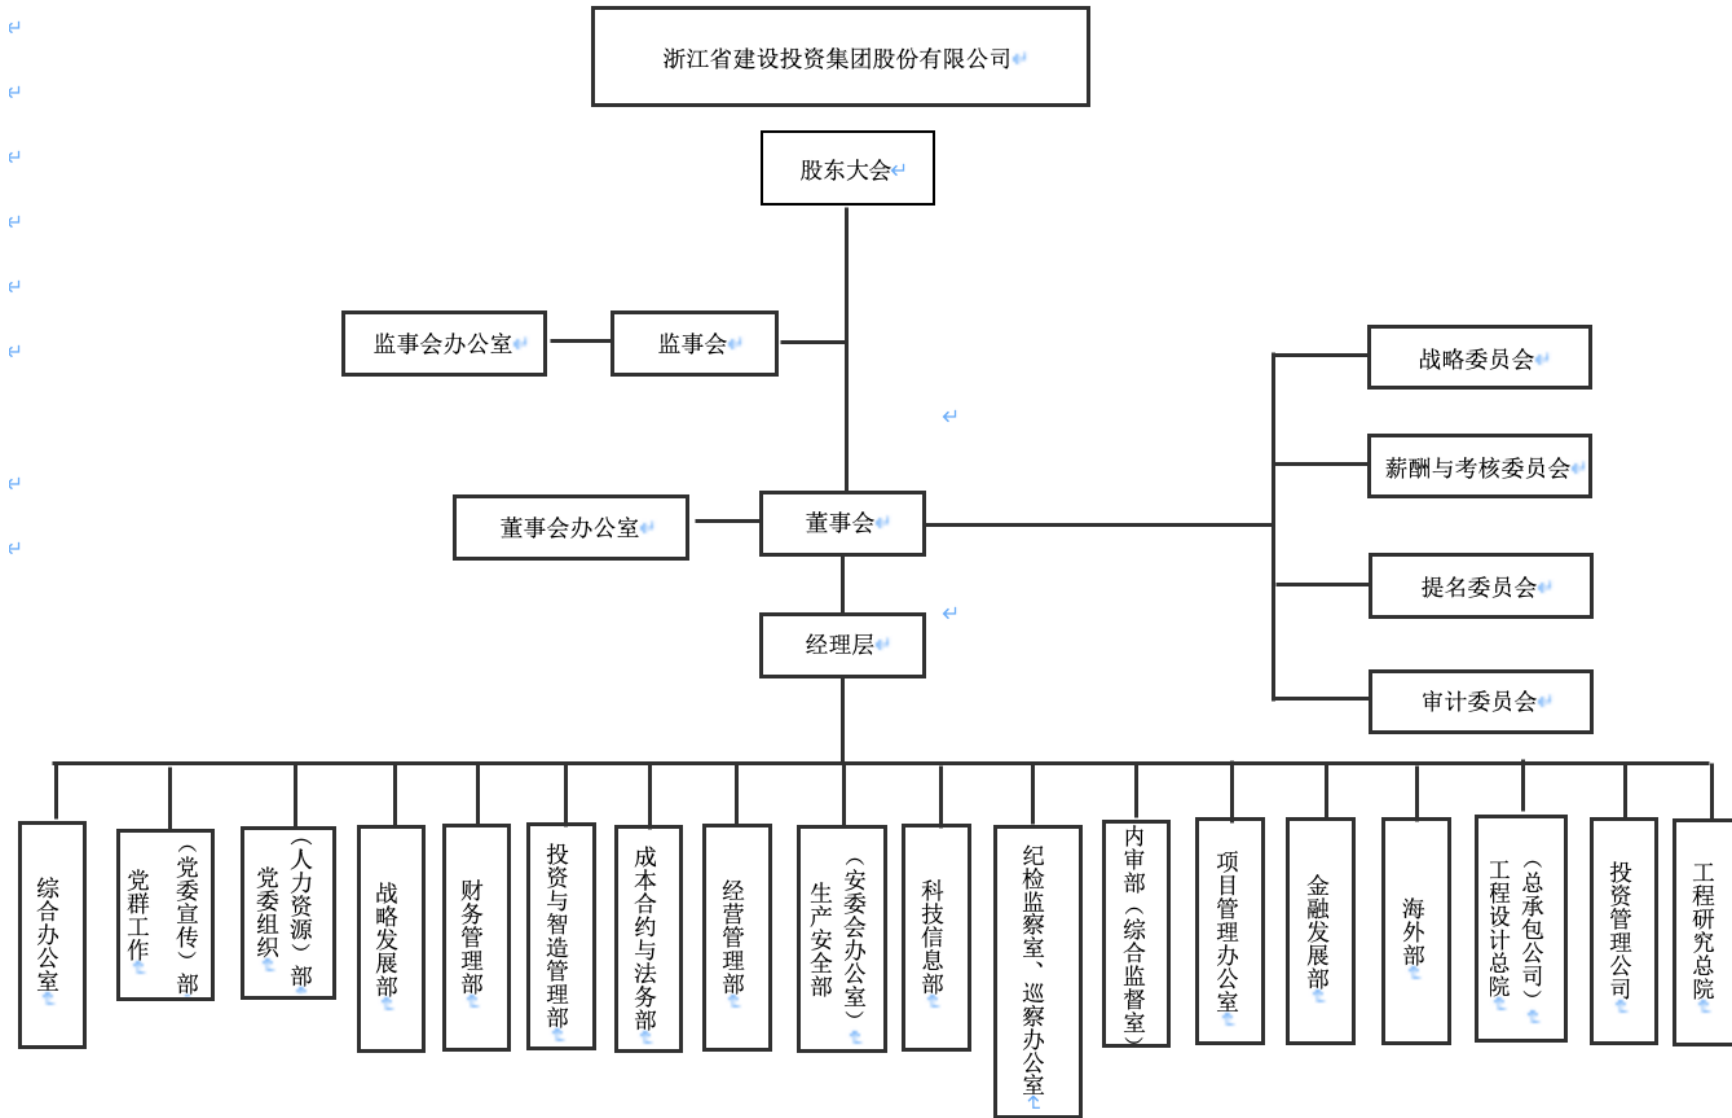 浙江省建设投资集团股份有限公司
股东大会
监事会办公室
监事会
战略委员会
薪酬与考核委员会
董事会办公室
董事会
提名委员会
经理层
审计委员会
综合办公室
党群工作
（党委宣传）部
党委组织
（人力资源）部
战略发展部
财务管理部
投资与智造管理部
成本合约与法务部
经营管理部
生产安全部
（安委会办公室）
科技信息部
纪检监察室、巡察办公室
内审部（综合监督室）
项目管理办公室
金融发展部
海外部
工程设计总院
（总承包公司）
投资管理公司
工程研究总院